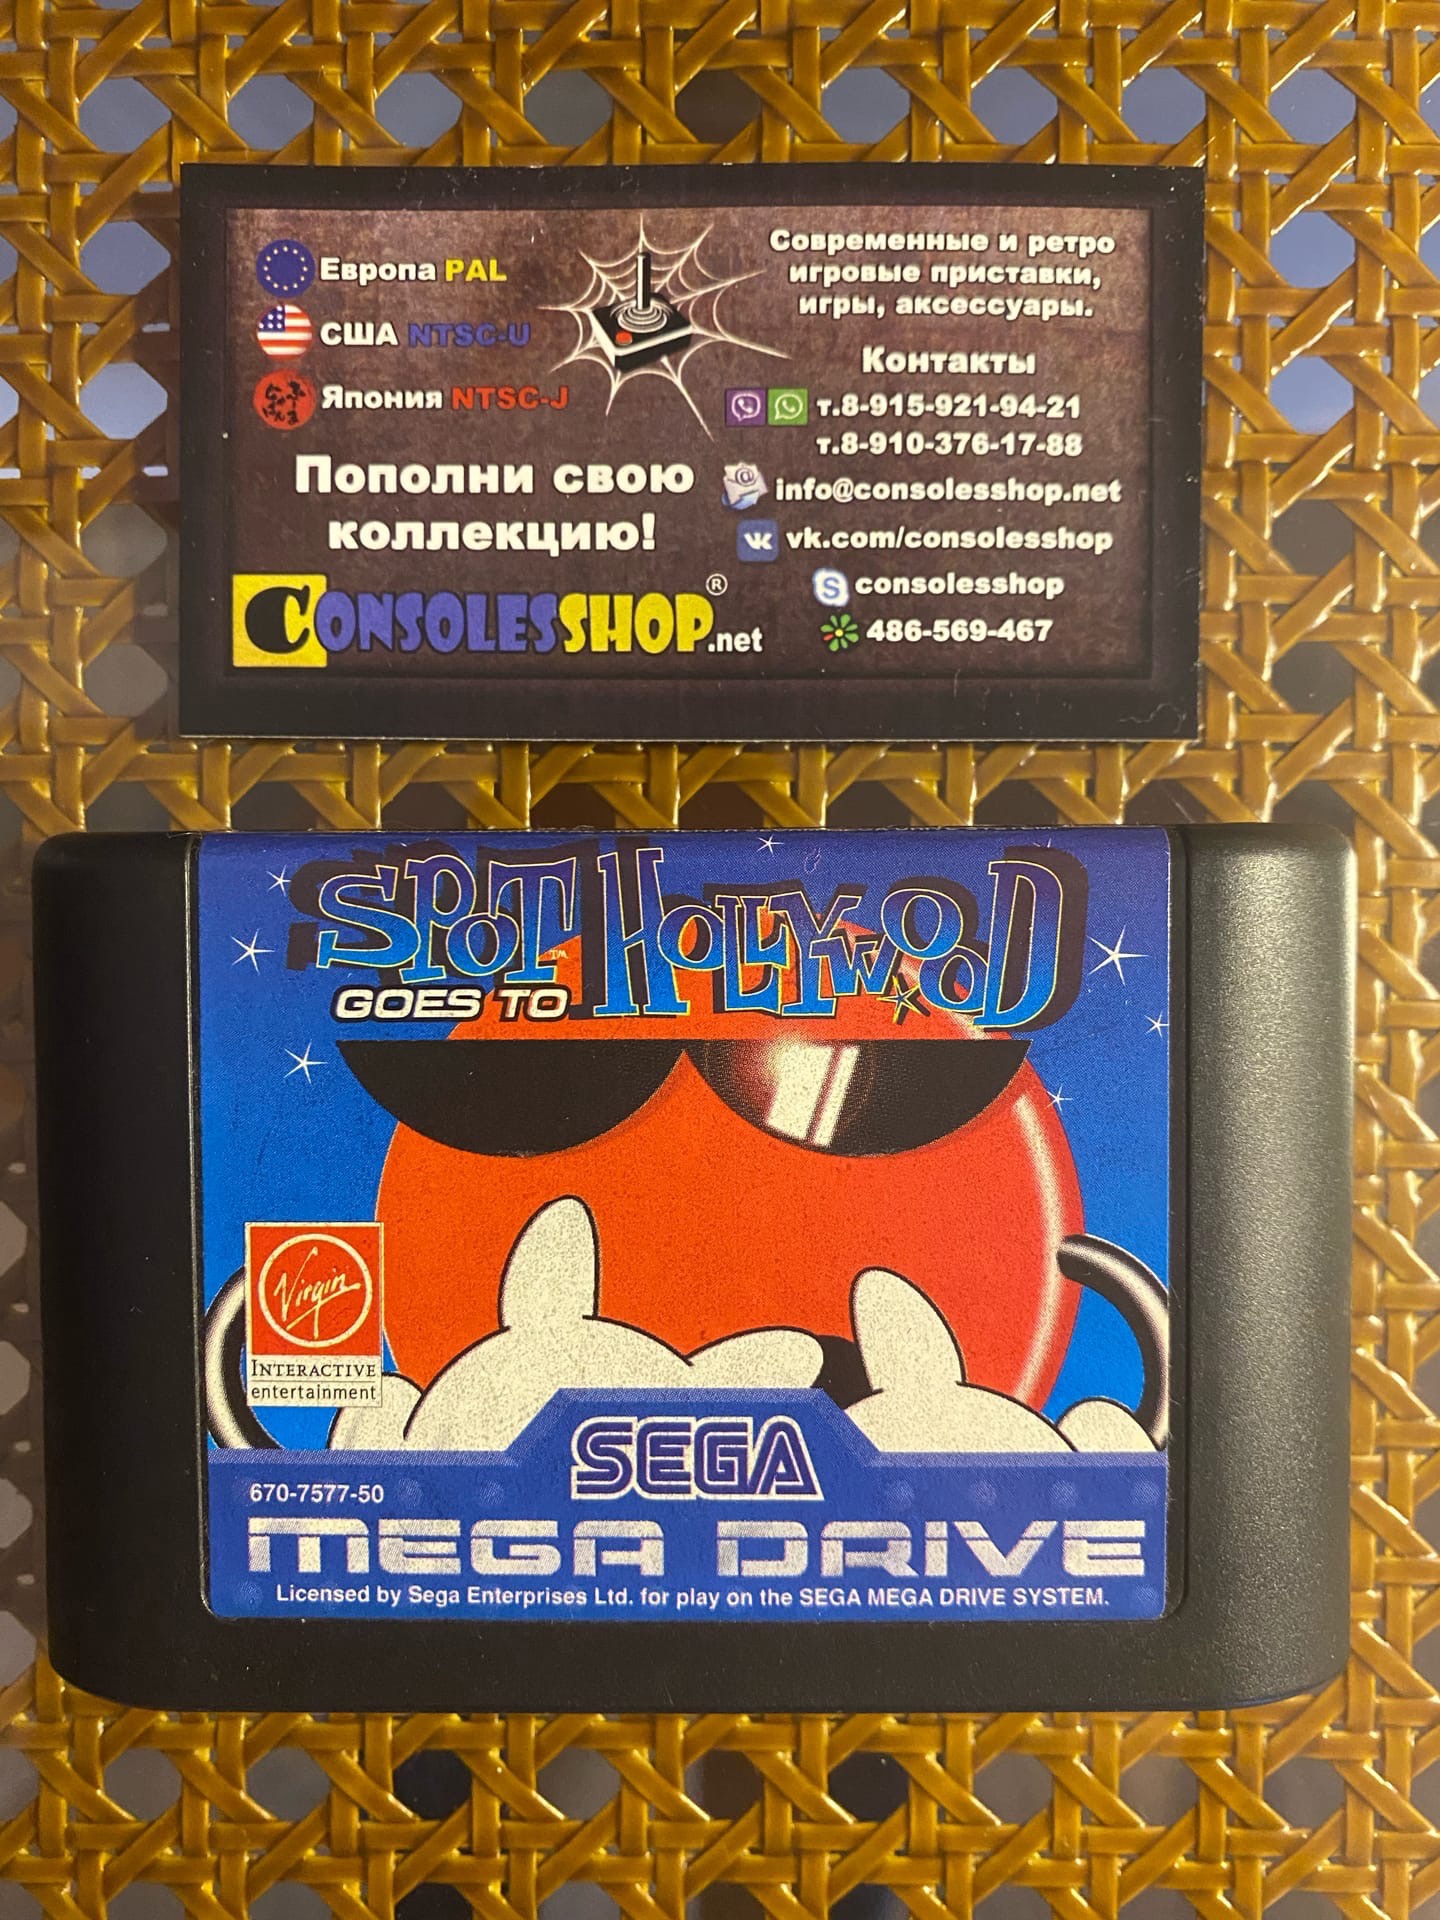 Европа PAL
США NTSC-U
Япония NTSC-J
Пополни свою
коллекцию!
CONSOLESSHOP.net
®
Современные и ретро
игровые приставки,
игры, аксессуары.
Контакты
т.8-915-921-94-21
т.8-910-376-17-88
info@consolesshop.net
vk.com/consolesshop
consolesshop
486-569-467
SPOT™
GOES TO HOLLYWOOD
Virgin
INTERACTIVE
entertainment
SEGA
670-7577-50
MEGA DRIVE
Licensed by Sega Enterprises Ltd. for play on the SEGA MEGA DRIVE SYSTEM.